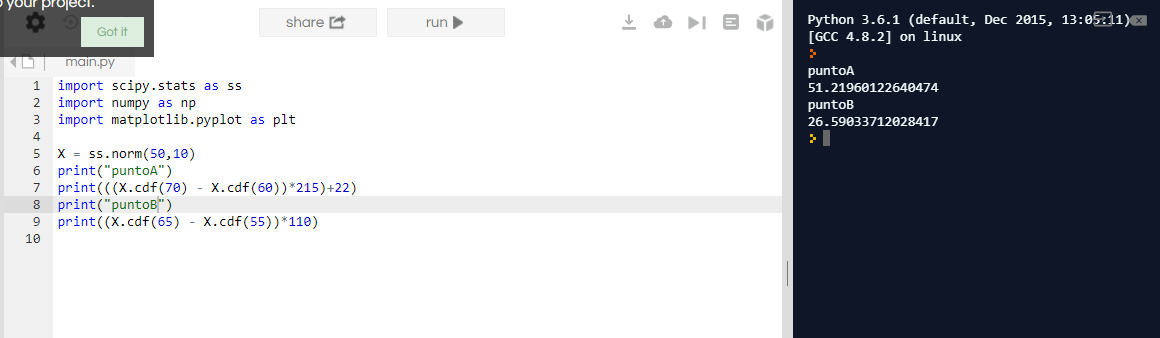 your project.
Got it
share
run
main.py
1 import scipy.stats as ss
2 import numpy as np
3 import matplotlib.pyplot as plt
4
5 X = ss.norm(50,10)
6 print("puntoA")
7 print(((X.cdf(70) - X.cdf(60))*215)+22)
8 print("puntoB")
9 print((X.cdf(65) - X.cdf(55))*110)
10
Python 3.6.1 (default, Dec 2015, 13:05:11)
[GCC 4.8.2] on linux
puntoA
51.21960122640474
puntoB
26.59033712028417